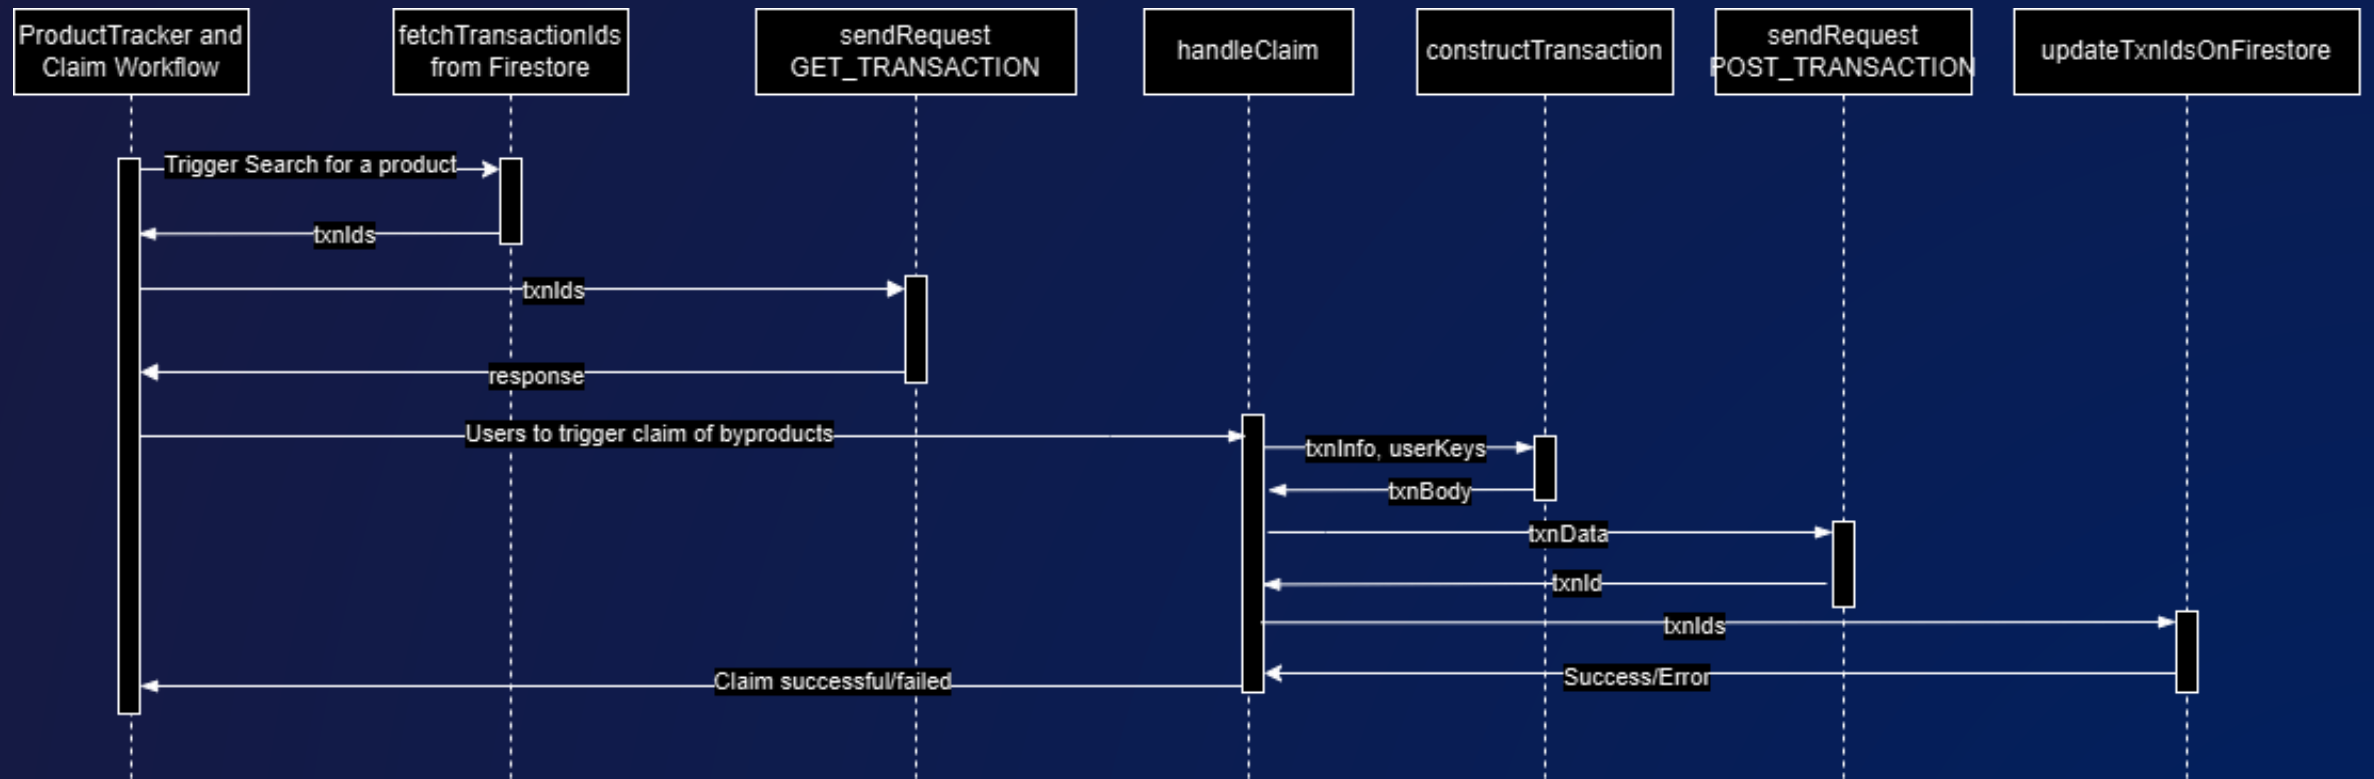 ProductTracker and
Claim Workflow
fetchTransactionIds
from Firestore
sendRequest
GET_TRANSACTION
handleClaim
constructTransaction
sendRequest
POST_TRANSACTION
updateTxnIdsOnFirestore
Trigger Search for a product
txnIds
txnIds
response
Users to trigger claim of byproducts
txnInfo, userKeys
txnBody
txnData
txnId
txnIds
Success/Error
Claim successful/failed